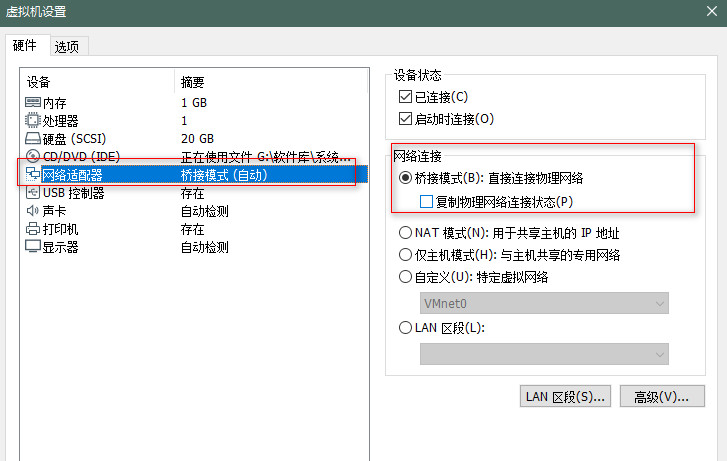 虚拟机设置
硬件 选项
设备 摘要
内存 1 GB
处理器 1
硬盘 (SCSI) 20 GB
CD/DVD (IDE) 正在使用文件 G:\软件库\系统...
网络适配器 桥接模式 (自动)
USB 控制器 存在
声卡 自动检测
打印机 存在
显示器 自动检测
设备状态
已连接(C)
启动时连接(O)
网络连接
桥接模式(B): 直接连接物理网络
复制物理网络连接状态(P)
NAT 模式(N): 用于共享主机的 IP 地址
仅主机模式(H): 与主机共享的专用网络
自定义(U): 特定虚拟网络
VMnet0
LAN 区段(L):
LAN 区段(S)... 高级(V)...